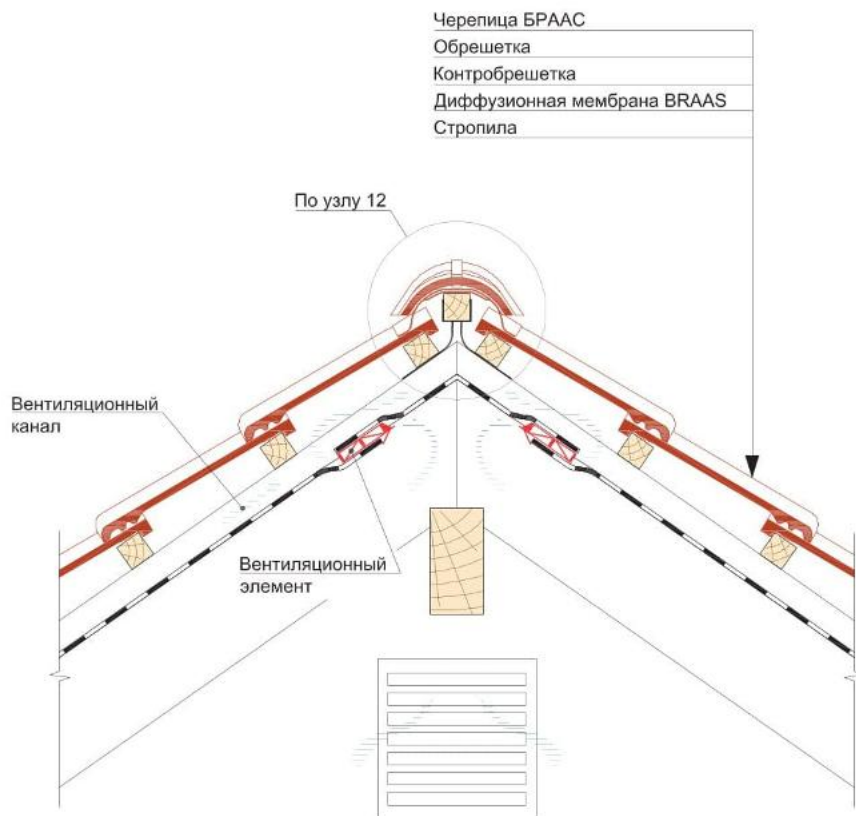 Черепица БРААС
Обрешетка
Контробрешетка
Диффузионная мембрана BRAAS
Стропила
По узлу 12
Вентиляционный
канал
Вентиляционный
элемент